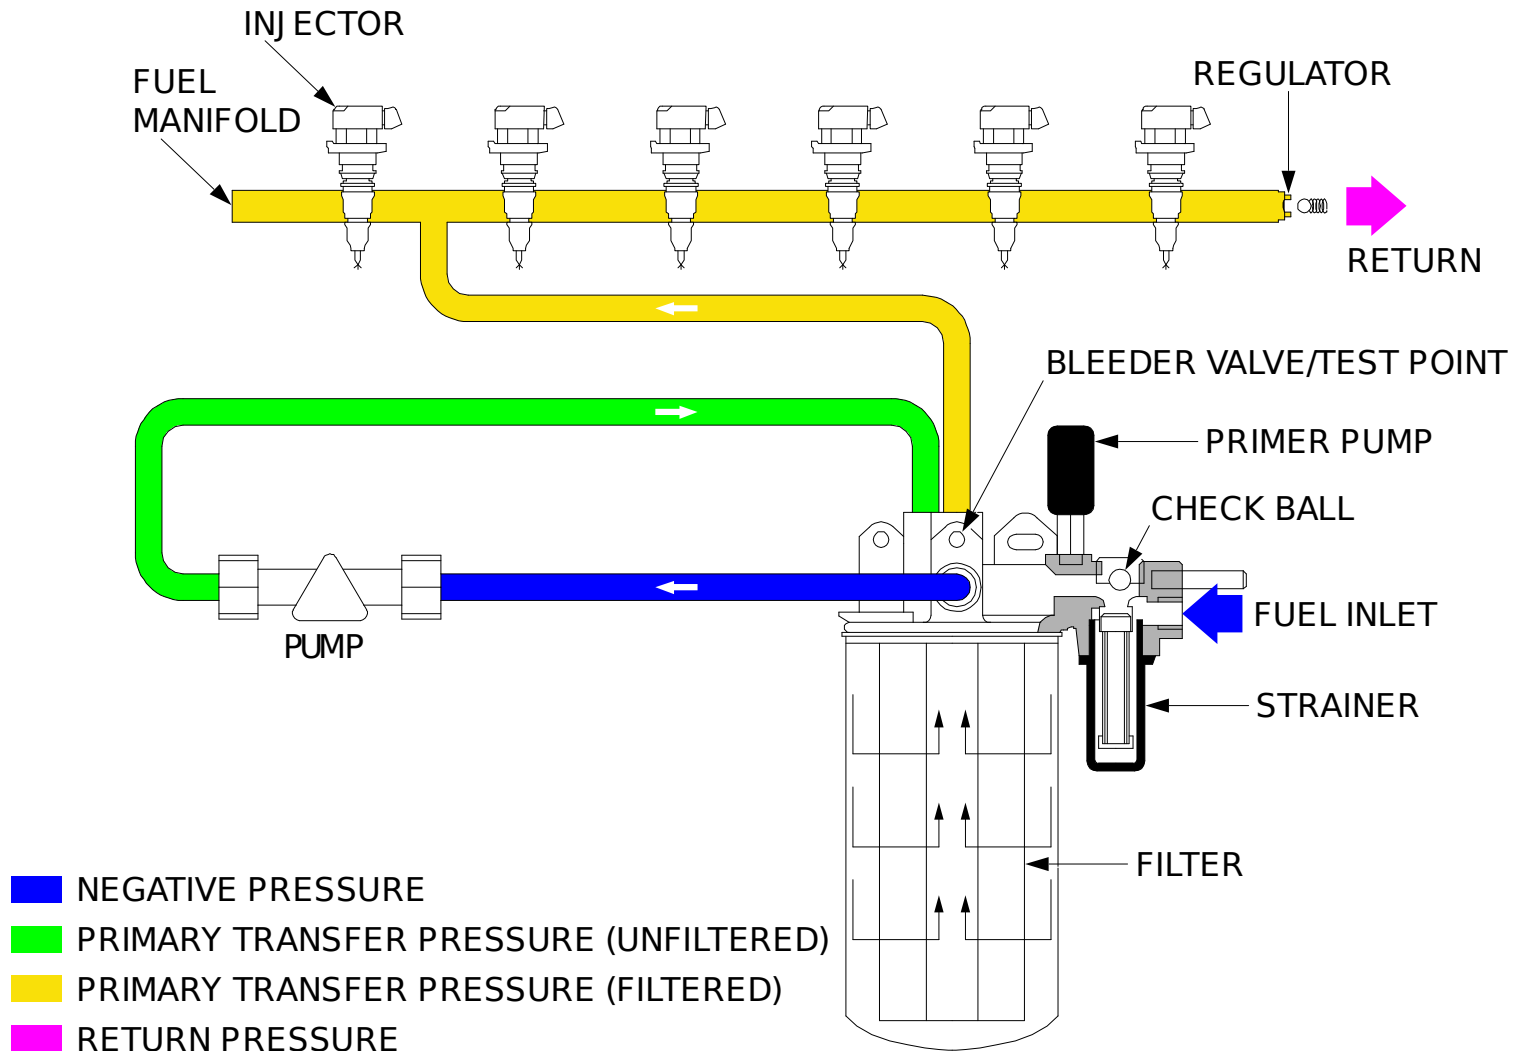 INJECTOR
FUEL
MANIFOLD
REGULATOR
RETURN
BLEEDER VALVE/TEST POINT
PRIMER PUMP
CHECK BALL
FUEL INLET
PUMP
STRAINER
FILTER
NEGATIVE PRESSURE
PRIMARY TRANSFER PRESSURE (UNFILTERED)
PRIMARY TRANSFER PRESSURE (FILTERED)
RETURN PRESSURE